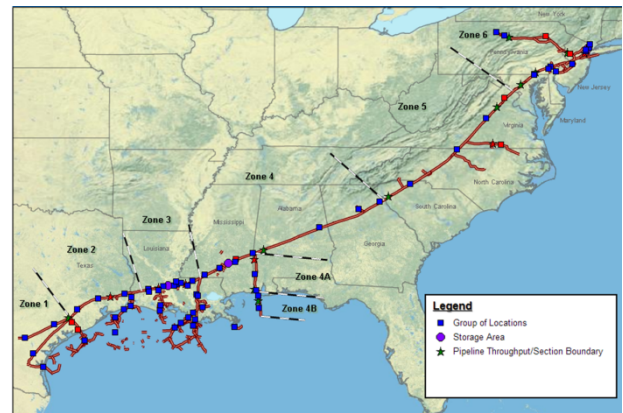 New York
Zone 6
Pennsylvania
New Jersey
Maryland
Zone 5
Virginia
Zone 4
North Carolina
South Carolina
Zone 3
Mississippi
Alabama
Georgia
Zone 2
Louisiana
Texas
Zone 4A
Zone 1
Zone 4B
Legend
Group of Locations
Storage Area
Pipeline Throughput/Section Boundary